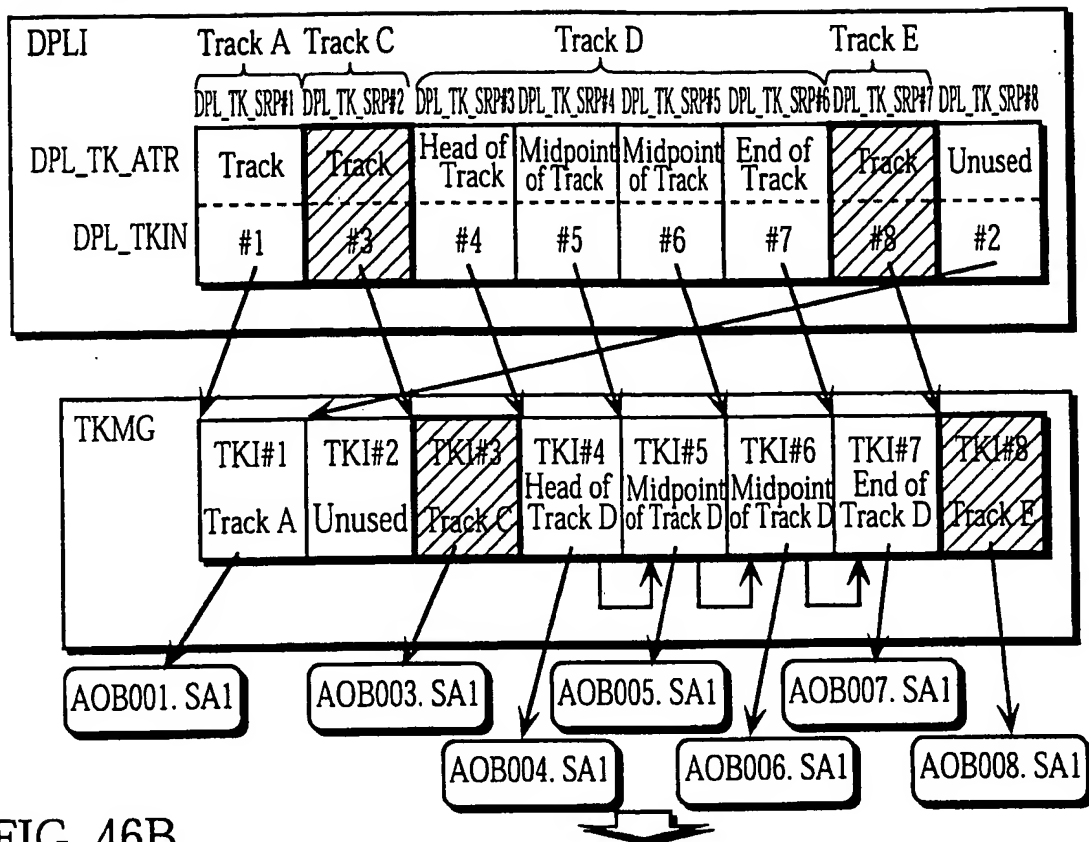 DPLI
Track A Track C Track D Track E
DPL_TK_SRP#1 DPL_TK_SRP#2 DPL_TK_SRP#3 DPL_TK_SRP#4 DPL_TK_SRP#5 DPL_TK_SRP#6 DPL_TK_SRP#7 DPL_TK_SRP#8
DPL_TK_ATR
Track
Track
Head of
Track
Midpoint
of Track
Midpoint
of Track
End of
Track
Track
Unused
DPL_TKIN
#1 #3 #4 #5 #6 #7 #8 #2
TKMG
TKI#1
Track A
TKI#2
Unused
TKI#3
Track C
TKI#4
Head of
Track D
TKI#5
Midpoint
of Track D
TKI#6
Midpoint
of Track D
TKI#7
End of
Track D
TKI#8
Track E
AOB001. SA1
AOB003. SA1
AOB005. SA1
AOB007. SA1
AOB004. SA1
AOB006. SA1
AOB008. SA1
FIG. 46B